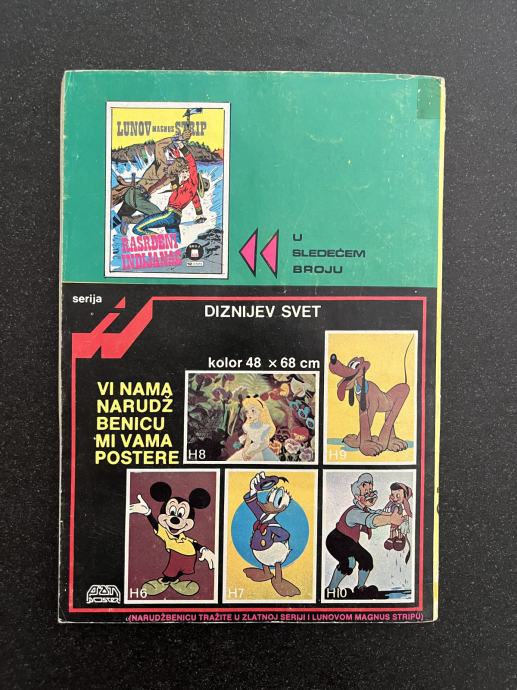 LUNOV MAGNUS STRIP
RASRĐENI
INDIJANAC
U
SLEDEĆEM
BROJU
serija
DIZNIJEV SVET
kolor 48 × 68 cm
VI NAMA
NARUDŽ
BENICU
MI VAMA
POSTERE
H8
H9
H6
H7
H10
(NARUDŽBENICU TRAŽITE U ZLATNOJ SERIJI I LUNOVOM MAGNUS STRIPU)